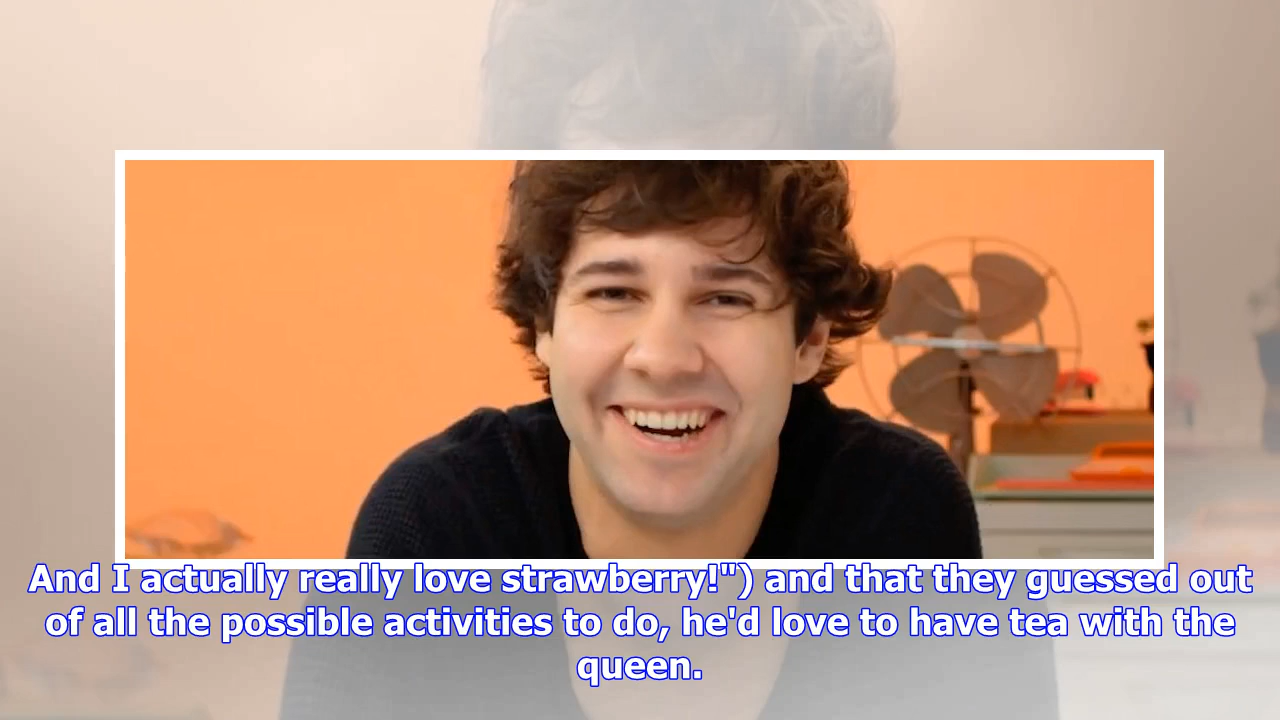 And I actually really love strawberry!") and that they guessed out
of all the possible activities to do, he'd love to have tea with the
queen.